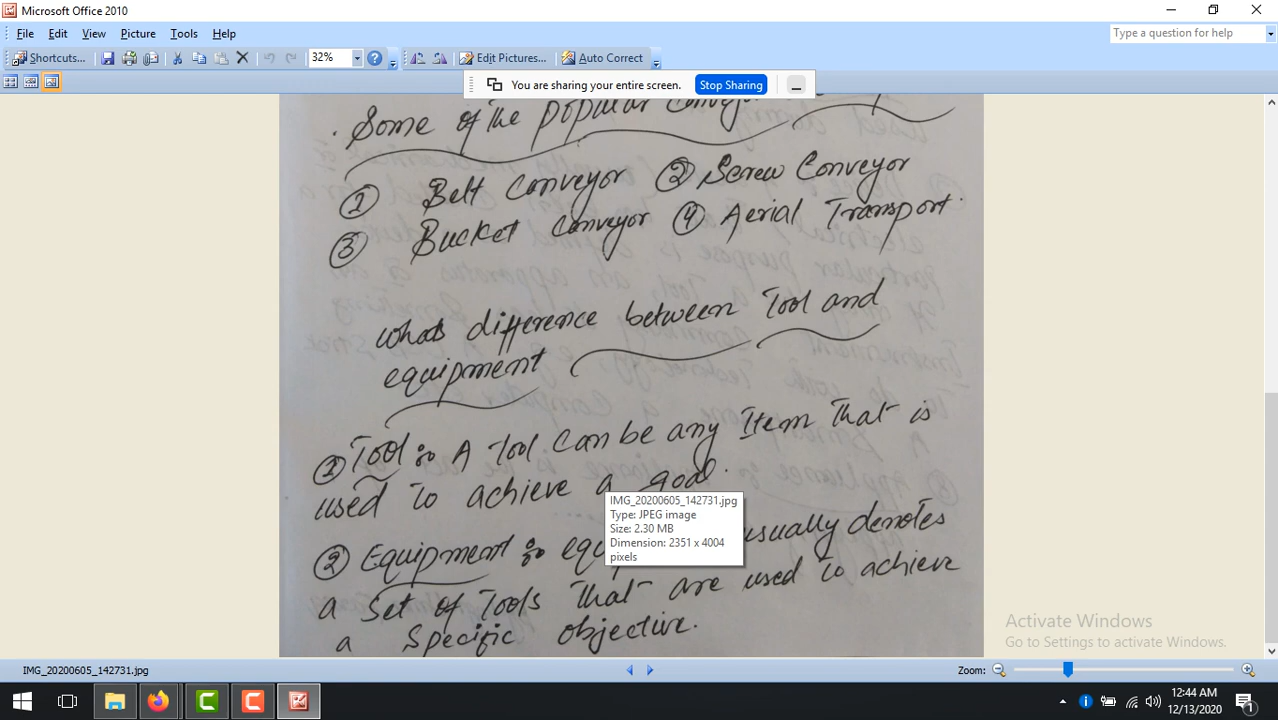 Microsoft Office 2010
File Edit View Picture Tools Help
Type a question for help
Shortcuts... 32% Edit Pictures... Auto Correct
You are sharing your entire screen. Stop Sharing
. Some of the popular Conveyor
① Belt Conveyor ② Screw Conveyor
③ Bucket Conveyor ④ Aerial Transport.
What difference between Tool and
equipment
① Tool :- A Tool Can be any Item That is
used To achieve a goal.
② Equipment :- usually denotes
a Set of Tools That are used To achieve
a Specific objective.
IMG_20200605_142731.jpg
Type: JPEG image
Size: 2.30 MB
Dimension: 2351 x 4004
pixels
Activate Windows
Go to Settings to activate Windows.
IMG_20200605_142731.jpg
Zoom:
12:44 AM
12/13/2020
1